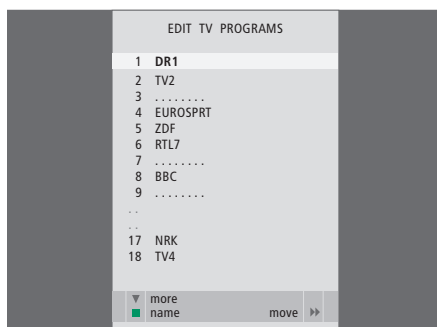 EDIT TV PROGRAMS
1 DR1
2 TV2
3 ........
4 EUROSPRT
5 ZDF
6 RTL7
7 ........
8 BBC
9 ........
..
..
17 NRK
18 TV4
▼ more
■ name move ▸▸